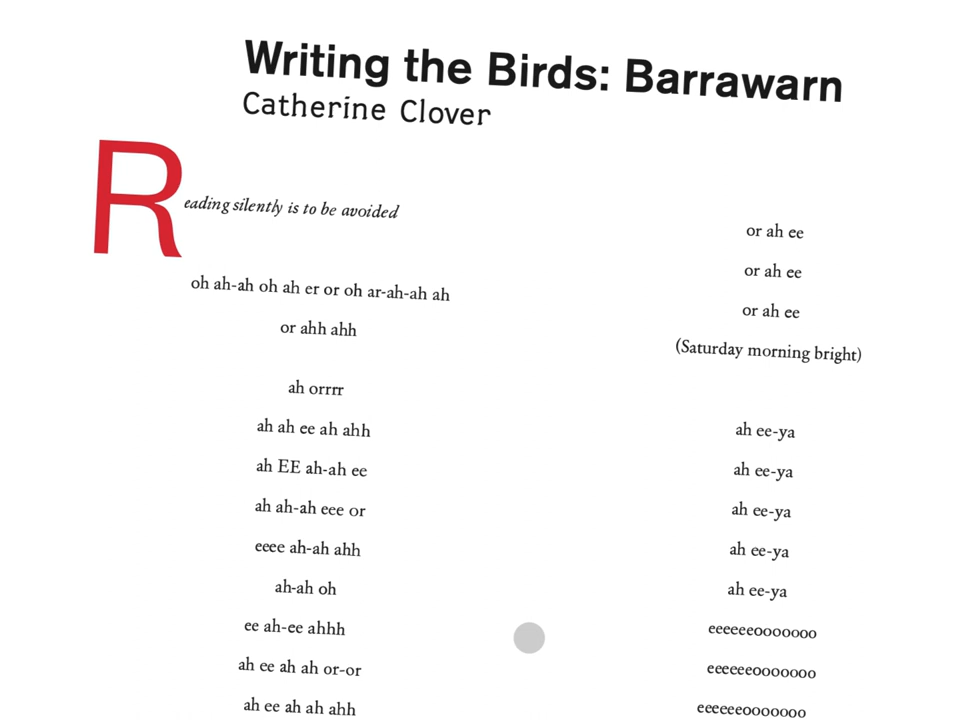 Writing the Birds: Barrawarn
Catherine Clover
Reading silently is to be avoided
oh ah-ah oh ah er or oh ar-ah-ah ah
or ahh ahh
ah orrrr
ah ah ee ah ahh
ah EE ah-ah ee
ah ah-ah eee or
eeee ah-ah ahh
ah-ah oh
ee ah-ee ahhh
ah ee ah ah or-or
ah ee ah ah ahh
or ah ee
or ah ee
or ah ee
(Saturday morning bright)
ah ee-ya
ah ee-ya
ah ee-ya
ah ee-ya
ah ee-ya
eeeeeeooooooo
eeeeeeooooooo
eeeeeeooooooo